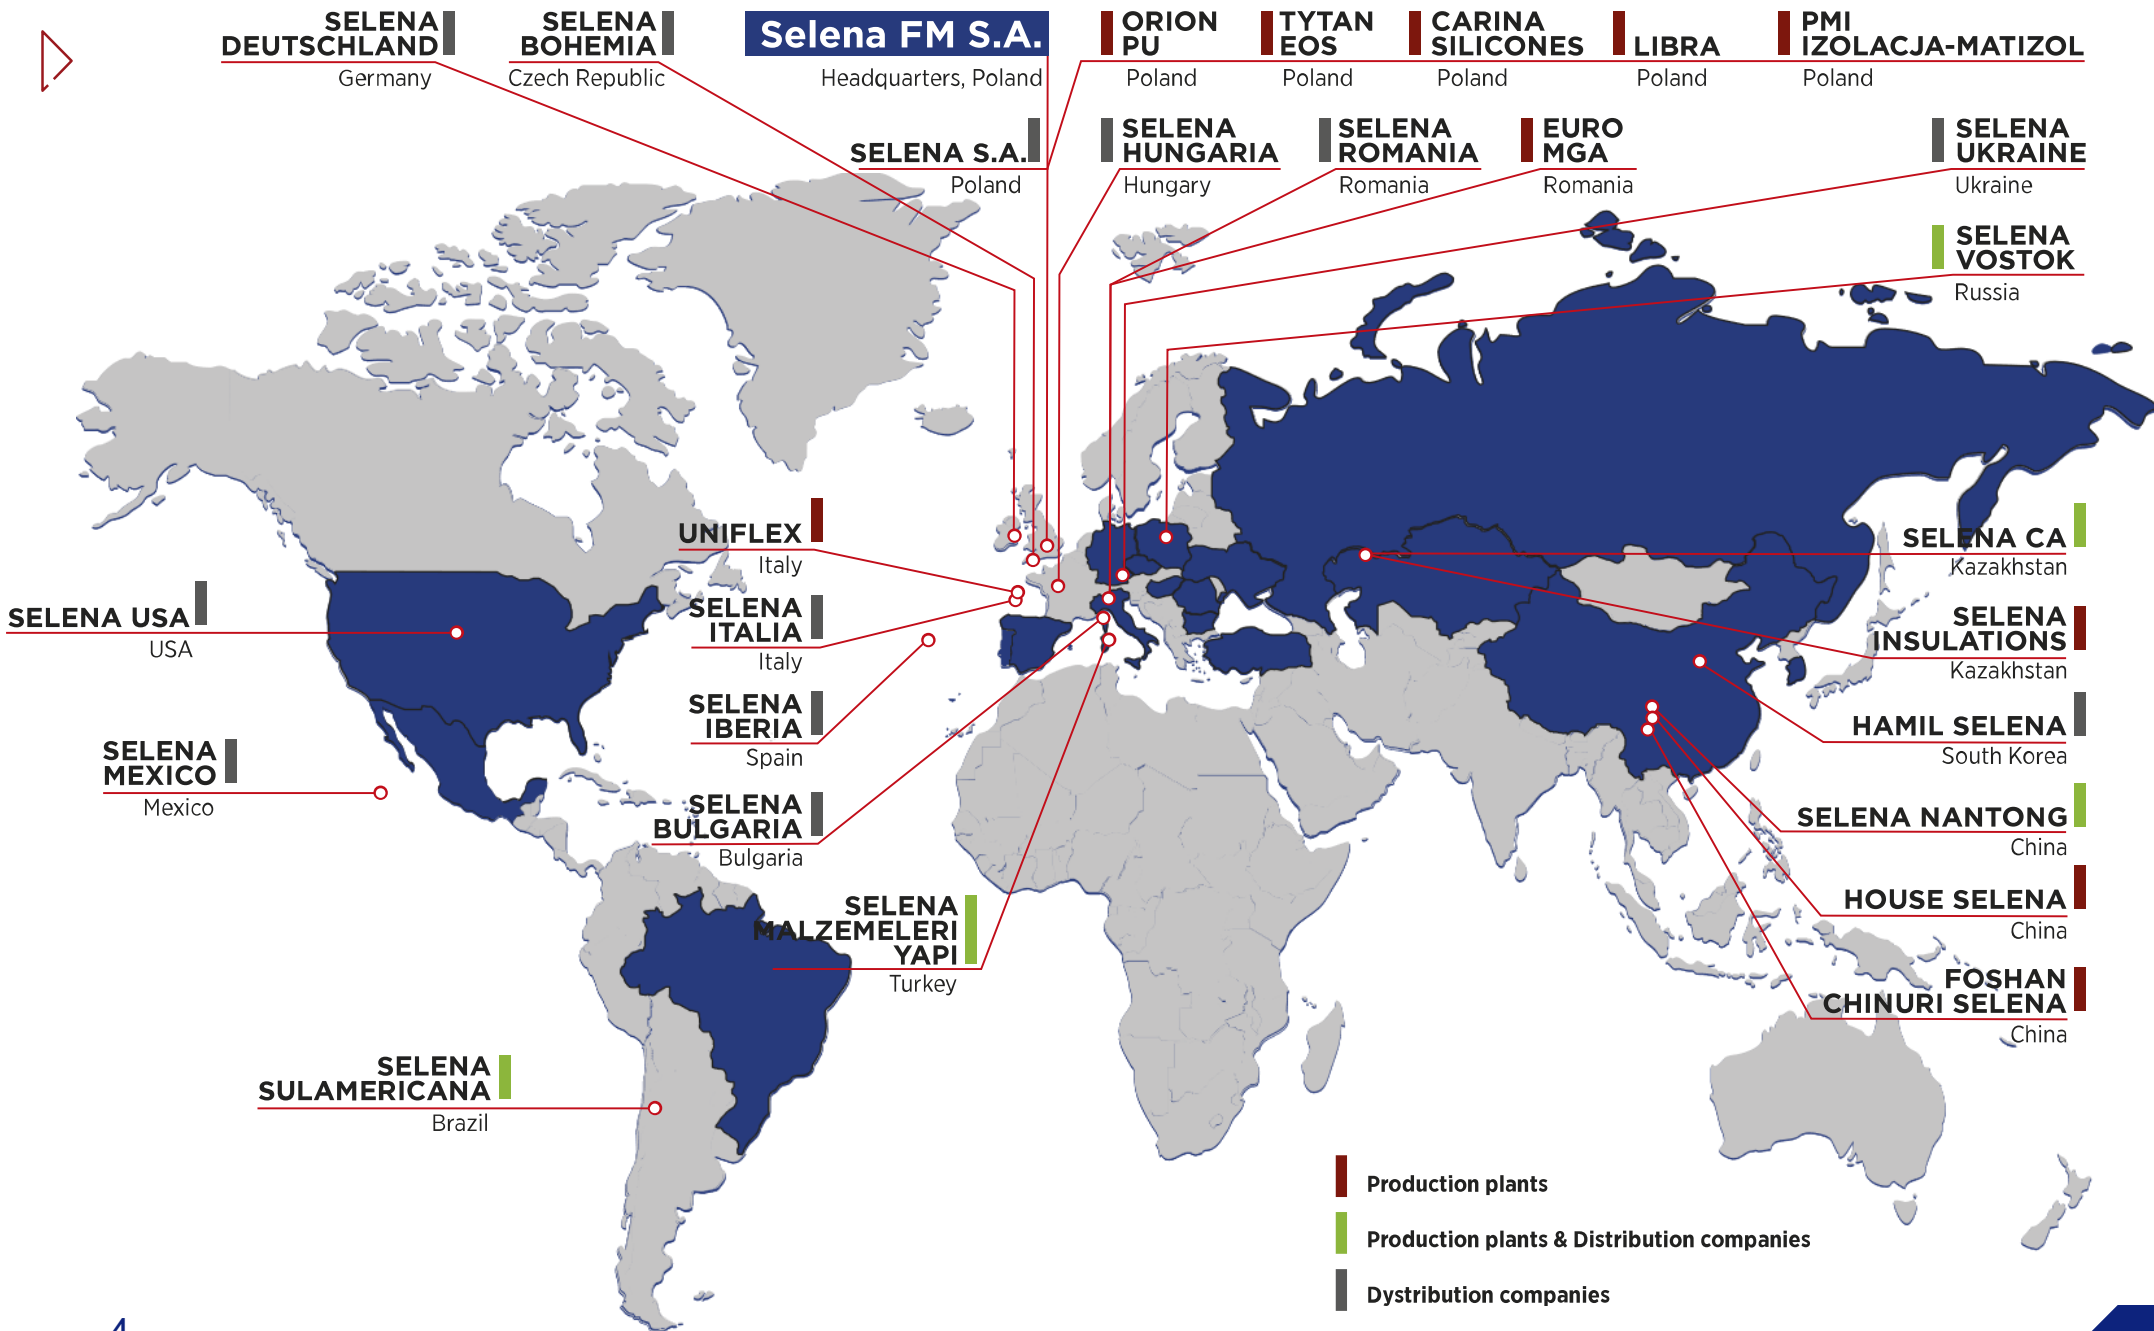 SELENA
DEUTSCHLAND
Germany
SELENA
BOHEMIA
Czech Republic
Selena FM S.A.
Headquarters, Poland
ORION
PU
Poland
TYTAN
EOS
Poland
CARINA
SILICONES
Poland
LIBRA
Poland
PMI
IZOLACJA-MATIZOL
Poland
SELENA S.A.
Poland
SELENA
HUNGARIA
Hungary
SELENA
ROMANIA
Romania
EURO
MGA
Romania
SELENA
UKRAINE
Ukraine
SELENA
VOSTOK
Russia
UNIFLEX
Italy
SELENA USA
USA
SELENA
ITALIA
Italy
SELENA
IBERIA
Spain
SELENA
MEXICO
Mexico
SELENA
BULGARIA
Bulgaria
SELENA
MALZEMELERI
YAPI
Turkey
SELENA
SULAMERICANA
Brazil
SELENA CA
Kazakhstan
SELENA
INSULATIONS
Kazakhstan
HAMIL SELENA
South Korea
SELENA NANTONG
China
HOUSE SELENA
China
FOSHAN
CHINURI SELENA
China
Production plants
Production plants & Distribution companies
Dystribution companies
4